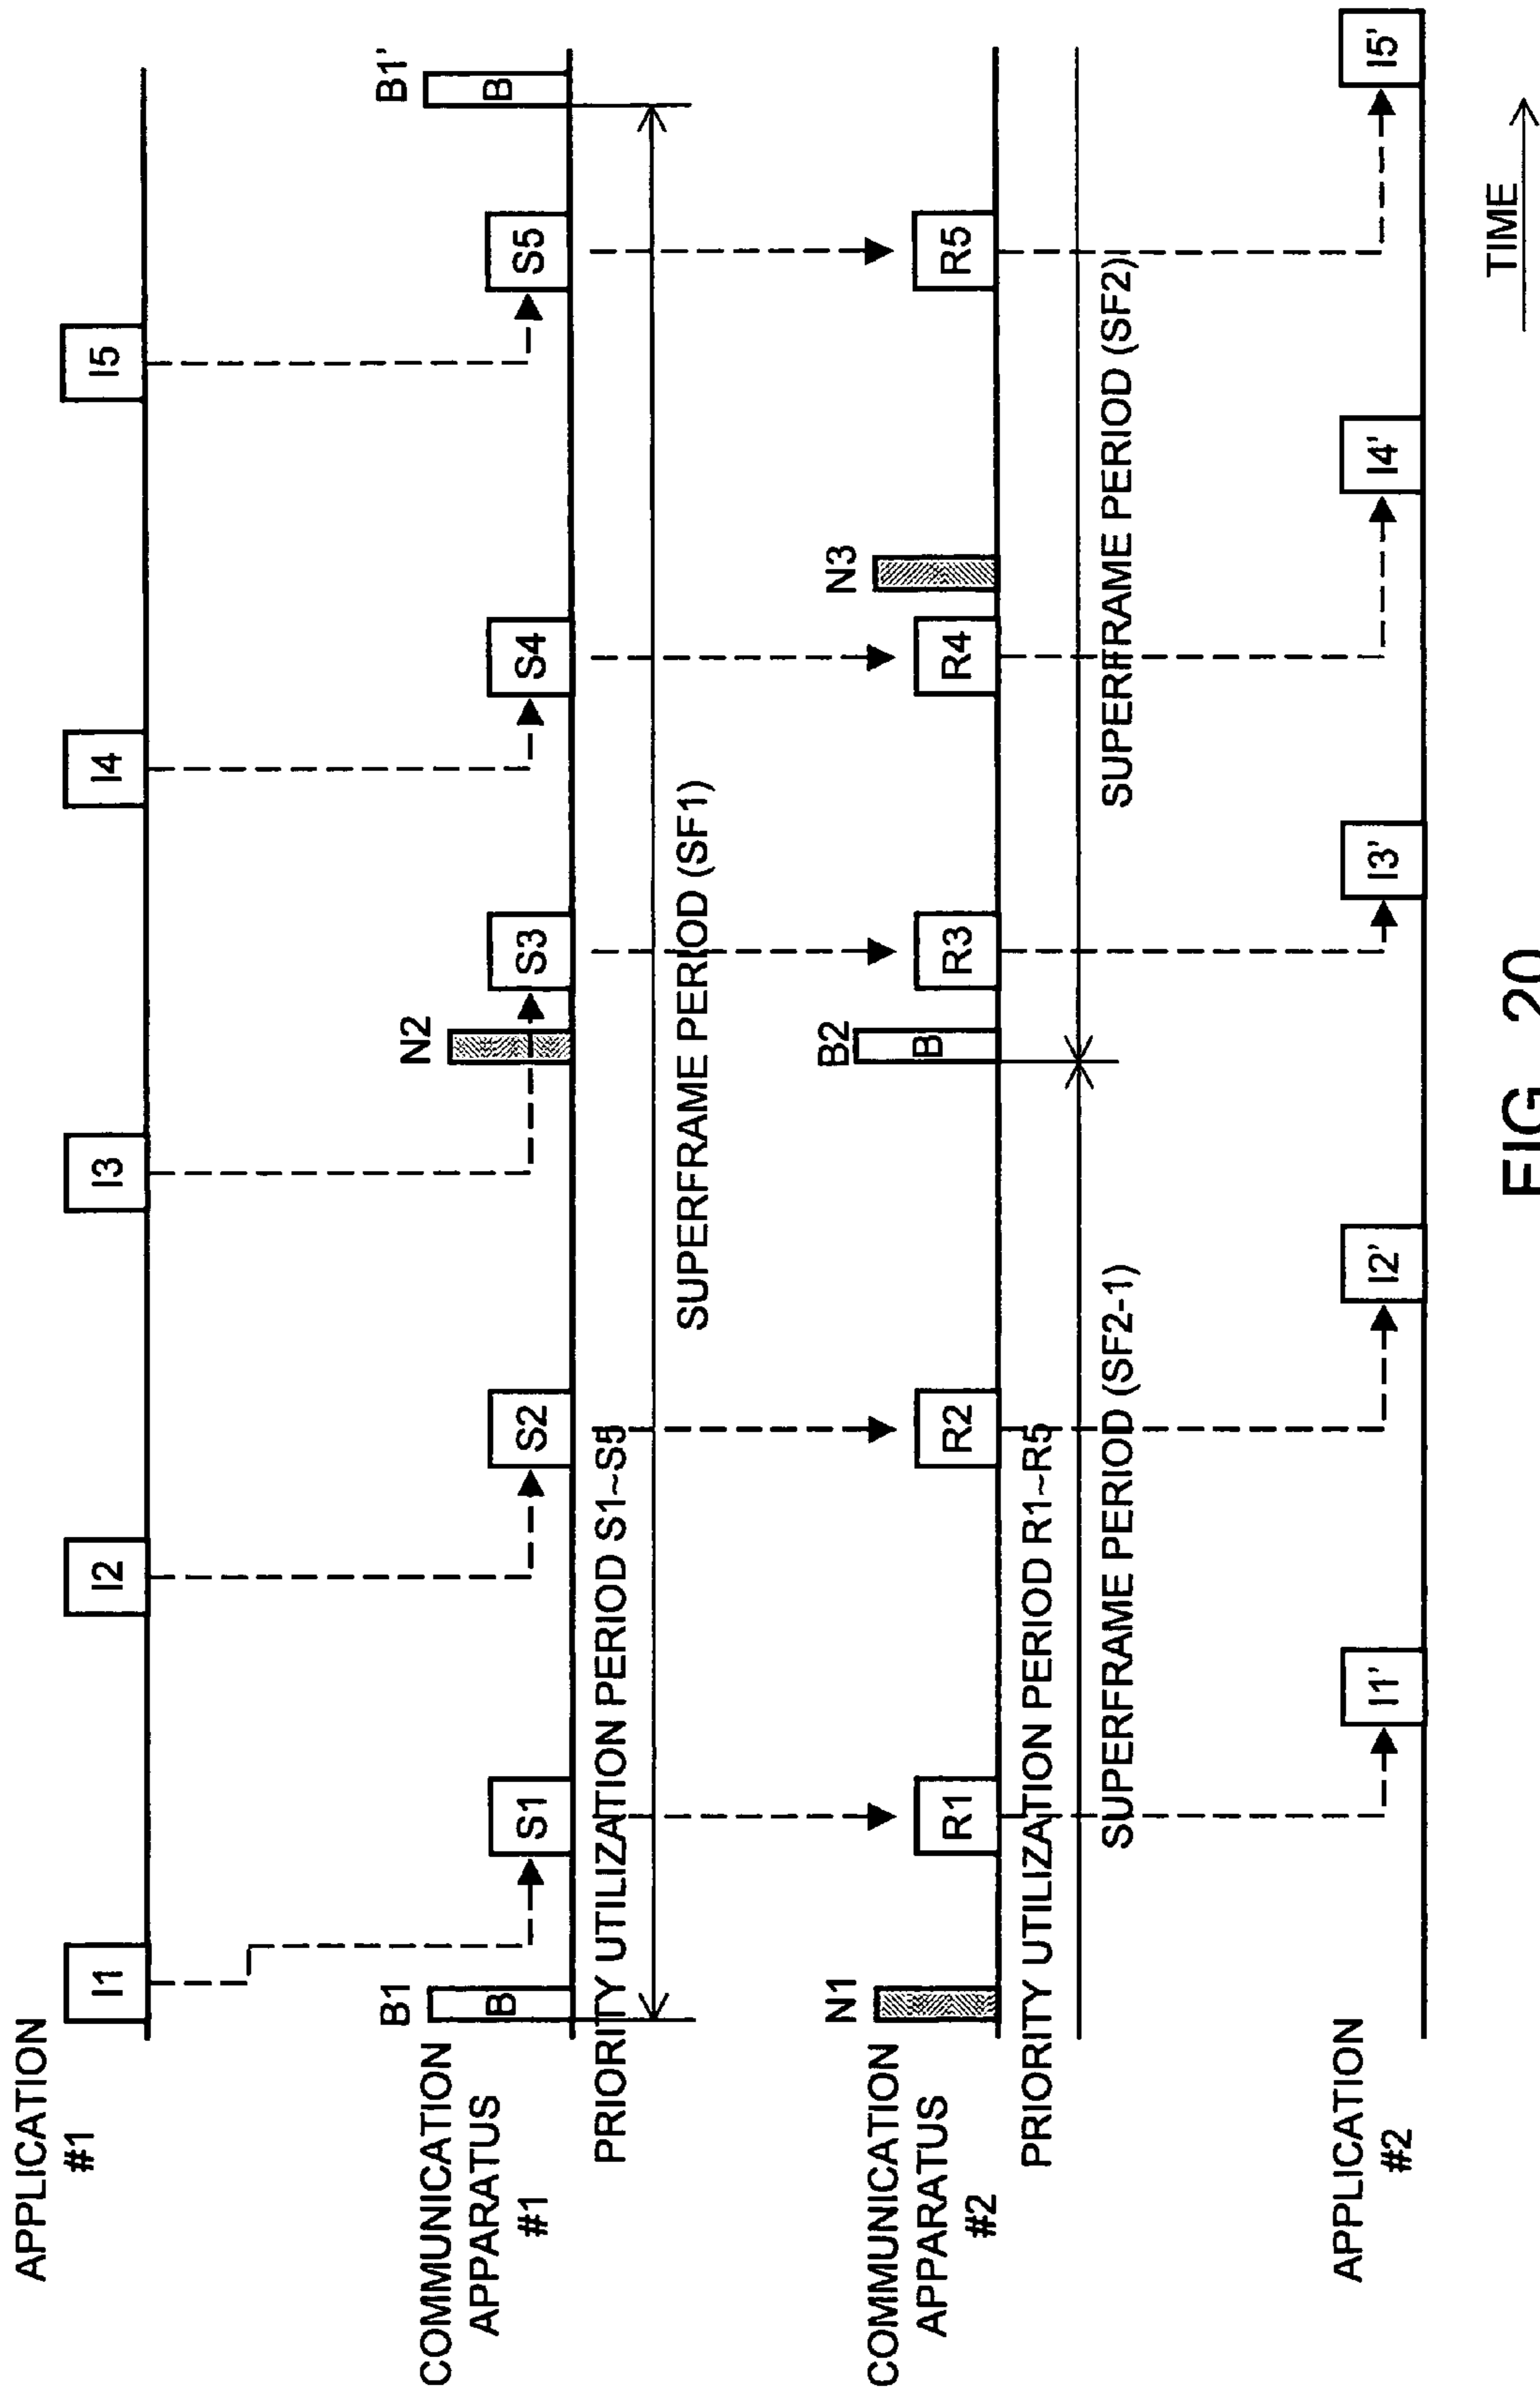 APPLICATION
#1
I1
I2
I3
I4
I5
COMMUNICATION
APPARATUS
#1
B1
B
S1
S2
N2
S3
S4
S5
B1'
B
PRIORITY UTILIZATION PERIOD S1~S5
SUPERFRAME PERIOD (SF1)
COMMUNICATION
APPARATUS
#2
N1
R1
R2
B2
B
R3
R4
N3
R5
PRIORITY UTILIZATION PERIOD R1~R5
SUPERFRAME PERIOD (SF2-1)
SUPERFRAME PERIOD (SF2)
APPLICATION
#2
I1'
I2'
I3'
I4'
I5'
TIME
FIG. 20